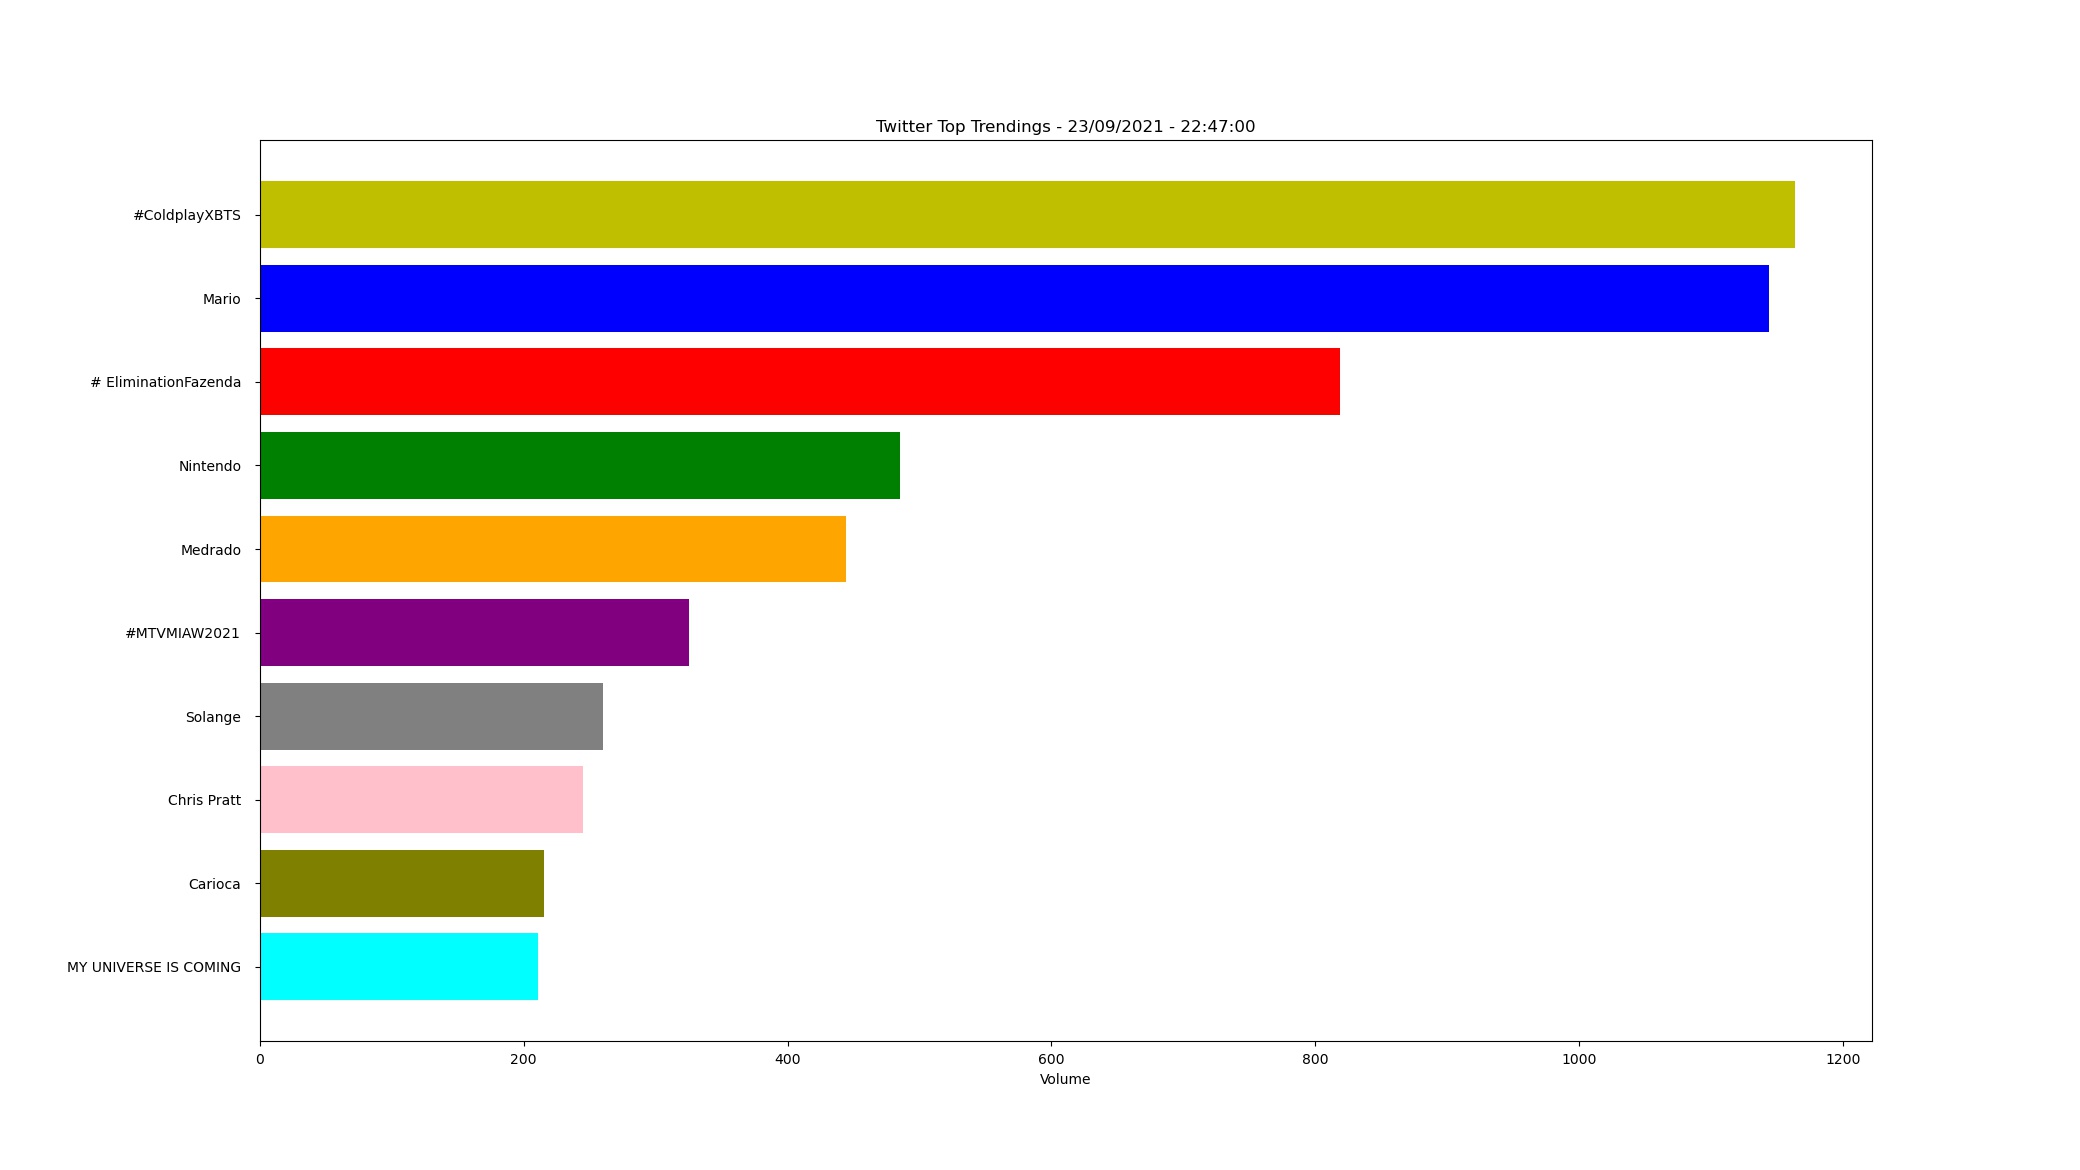 Twitter Top Trendings - 23/09/2021 - 22:47:00
#ColdplayXBTS
Mario
# EliminationFazenda
Nintendo
Medrado
#MTVMIAW2021
Solange
Chris Pratt
Carioca
MY UNIVERSE IS COMING
0 200 400 600 800 1000 1200
Volume